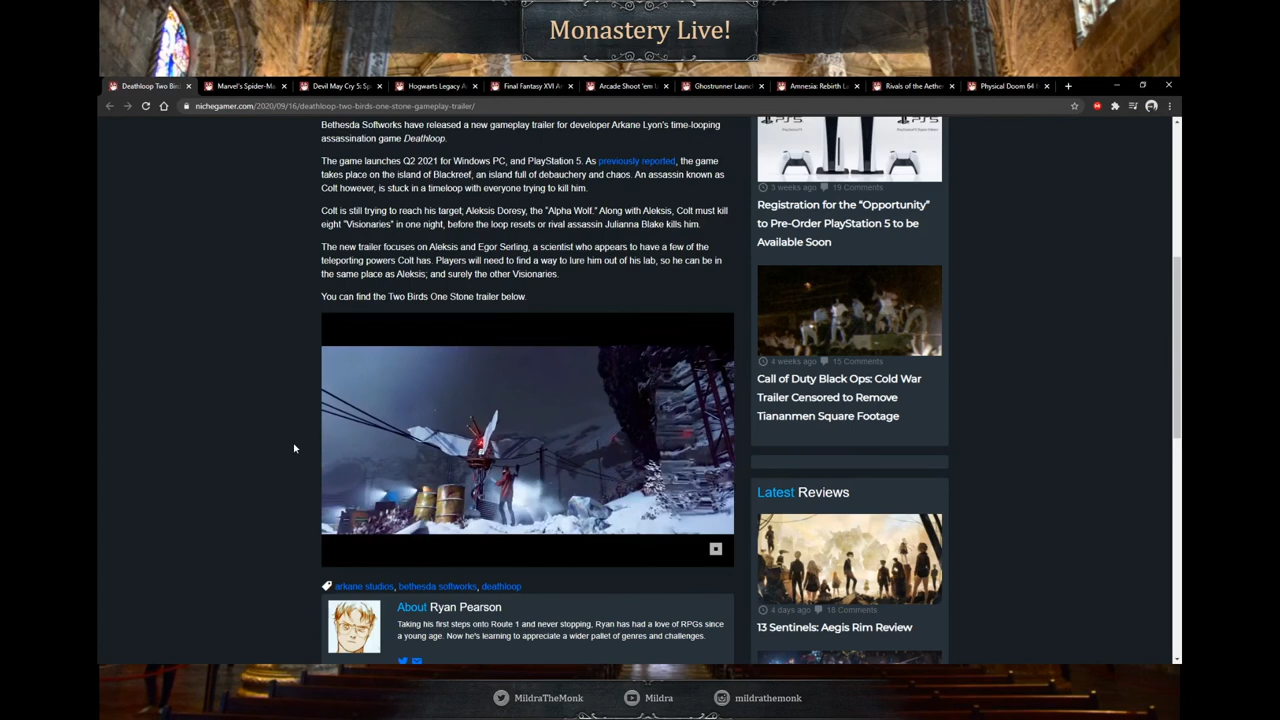 Monastery Live!
Deathloop Two Bir
Marvel's Spider-Ma
Devil May Cry 5: Sp
Hogwarts Legacy A
Final Fantasy XVI A
Arcade Shoot 'em U
Ghostrunner Launch
Amnesia: Rebirth L
Rivals of the Aethe
Physical Doom 64
nichegamer.com/2020/09/16/deathloop-two-birds-one-stone-gameplay-trailer/
Bethesda Softworks have released a new gameplay trailer for developer Arkane Lyon's time-looping
assassination game Deathloop.
The game launches Q2 2021 for Windows PC, and PlayStation 5. As previously reported, the game
takes place on the island of Blackreef, an island full of debauchery and chaos. An assassin known as
Colt however, is stuck in a timeloop with everyone trying to kill him.
Colt is still trying to reach his target; Aleksis Doresy, the "Alpha Wolf." Along with Aleksis, Colt must kill
eight "Visionaries" in one night, before the loop resets or rival assassin Julianna Blake kills him.
The new trailer focuses on Aleksis and Egor Serling, a scientist who appears to have a few of the
teleporting powers Colt has. Players will need to find a way to lure him out of his lab, so he can be in
the same place as Aleksis; and surely the other Visionaries.
You can find the Two Birds One Stone trailer below.
arkane studios, bethesda softworks, deathloop
About Ryan Pearson
Taking his first steps onto Route 1 and never stopping, Ryan has had a love of RPGs since
a young age. Now he's learning to appreciate a wider pallet of genres and challenges.
PS5
3 weeks ago 19 Comments
Registration for the "Opportunity"
to Pre-Order PlayStation 5 to be
Available Soon
4 weeks ago 15 Comments
Call of Duty Black Ops: Cold War
Trailer Censored to Remove
Tiananmen Square Footage
Latest Reviews
4 days ago 18 Comments
13 Sentinels: Aegis Rim Review
MildraTheMonk
Mildra
mildrathemonk